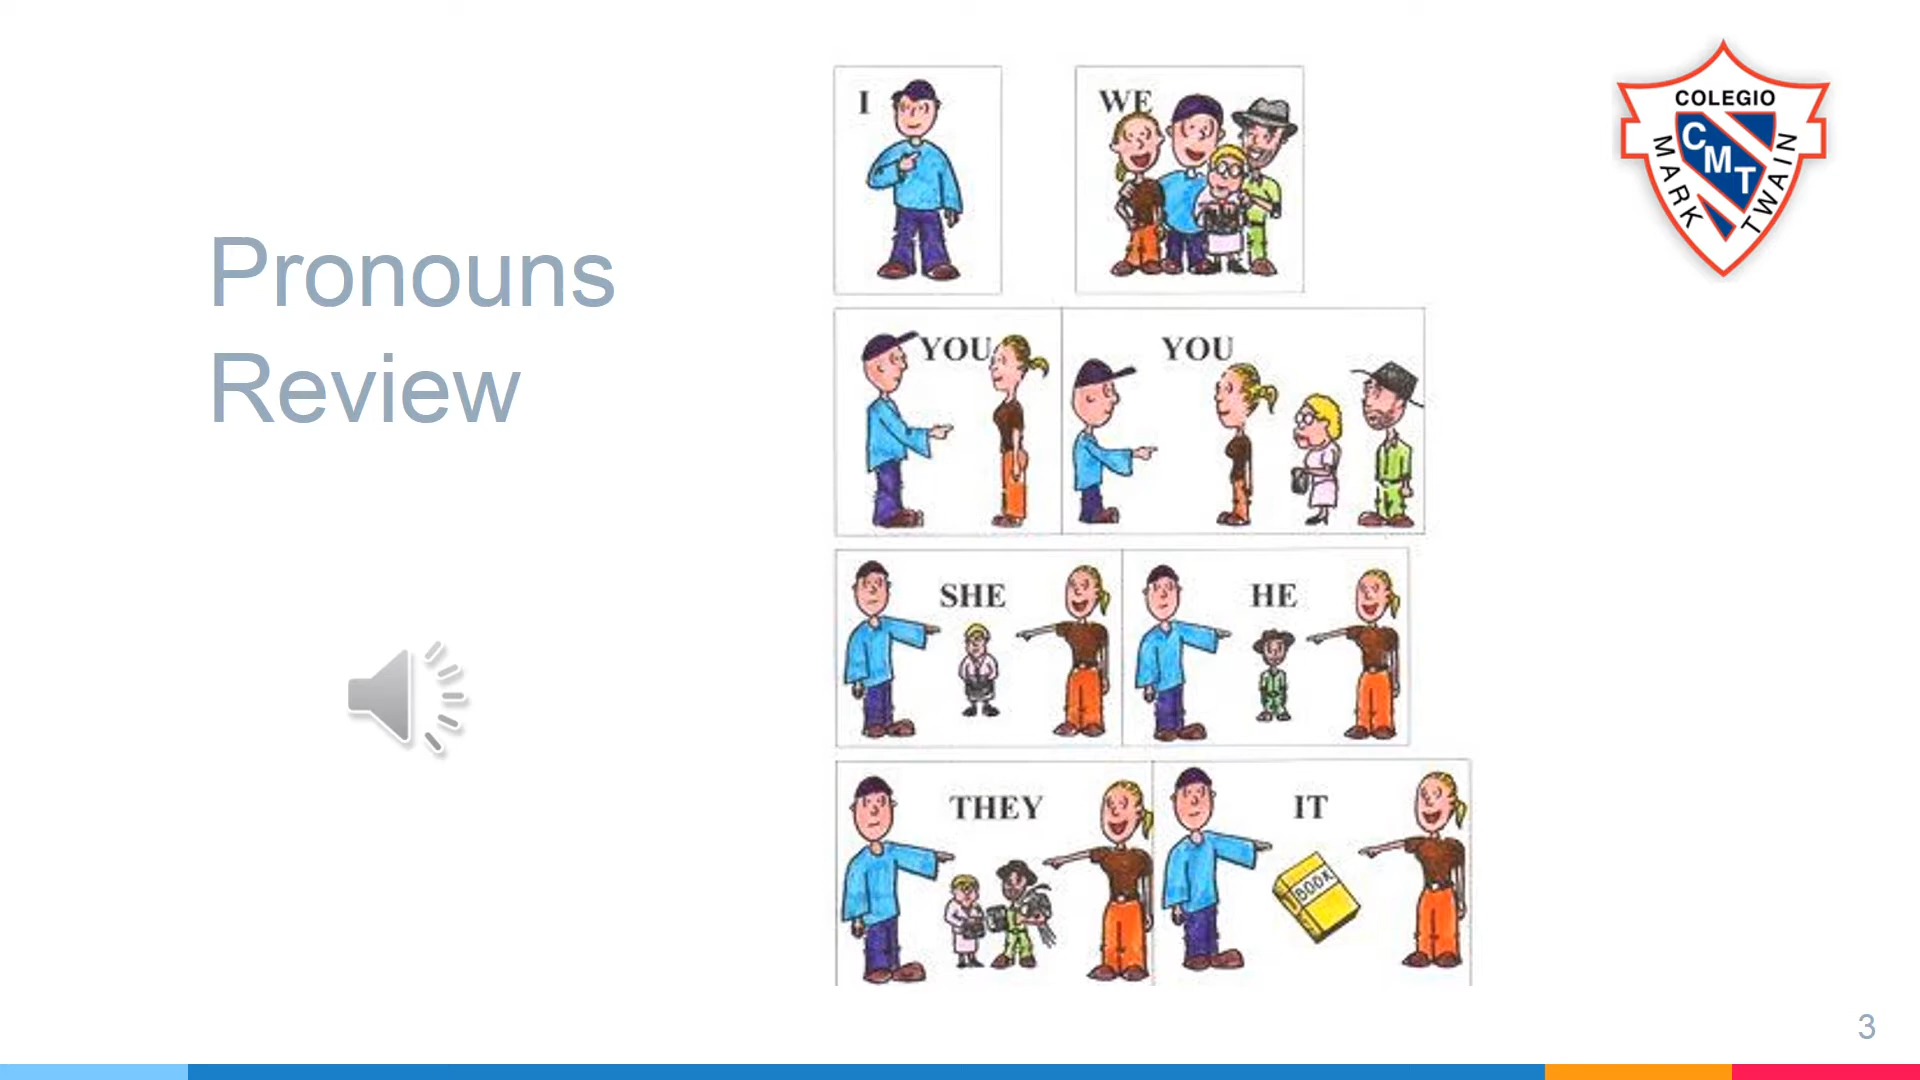 Pronouns
Review
I
WE
YOU
YOU
SHE
HE
THEY
IT
BOOK
COLEGIO
MARK
TWAIN
CMT
3